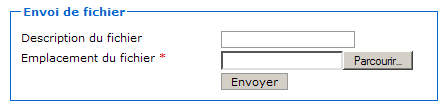 Envoi de fichier
Description du fichier
Emplacement du fichier * Parcourir...
Envoyer